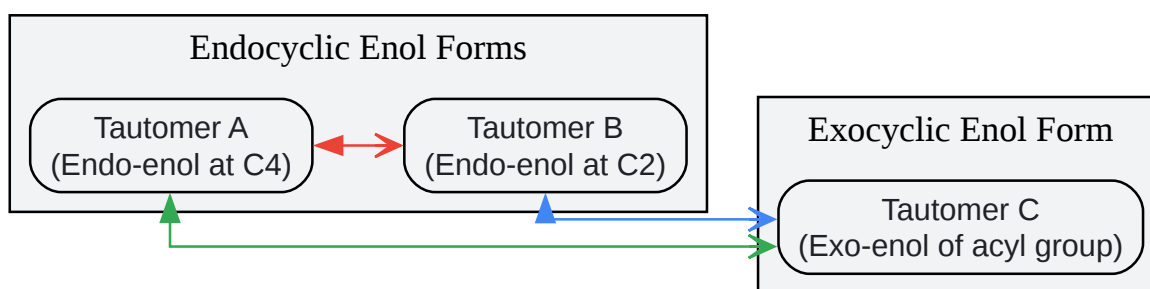 Endocyclic Enol Forms
Tautomer A
(Endo-enol at C4)
Tautomer B
(Endo-enol at C2)
Exocyclic Enol Form
Tautomer C
(Exo-enol of acyl group)